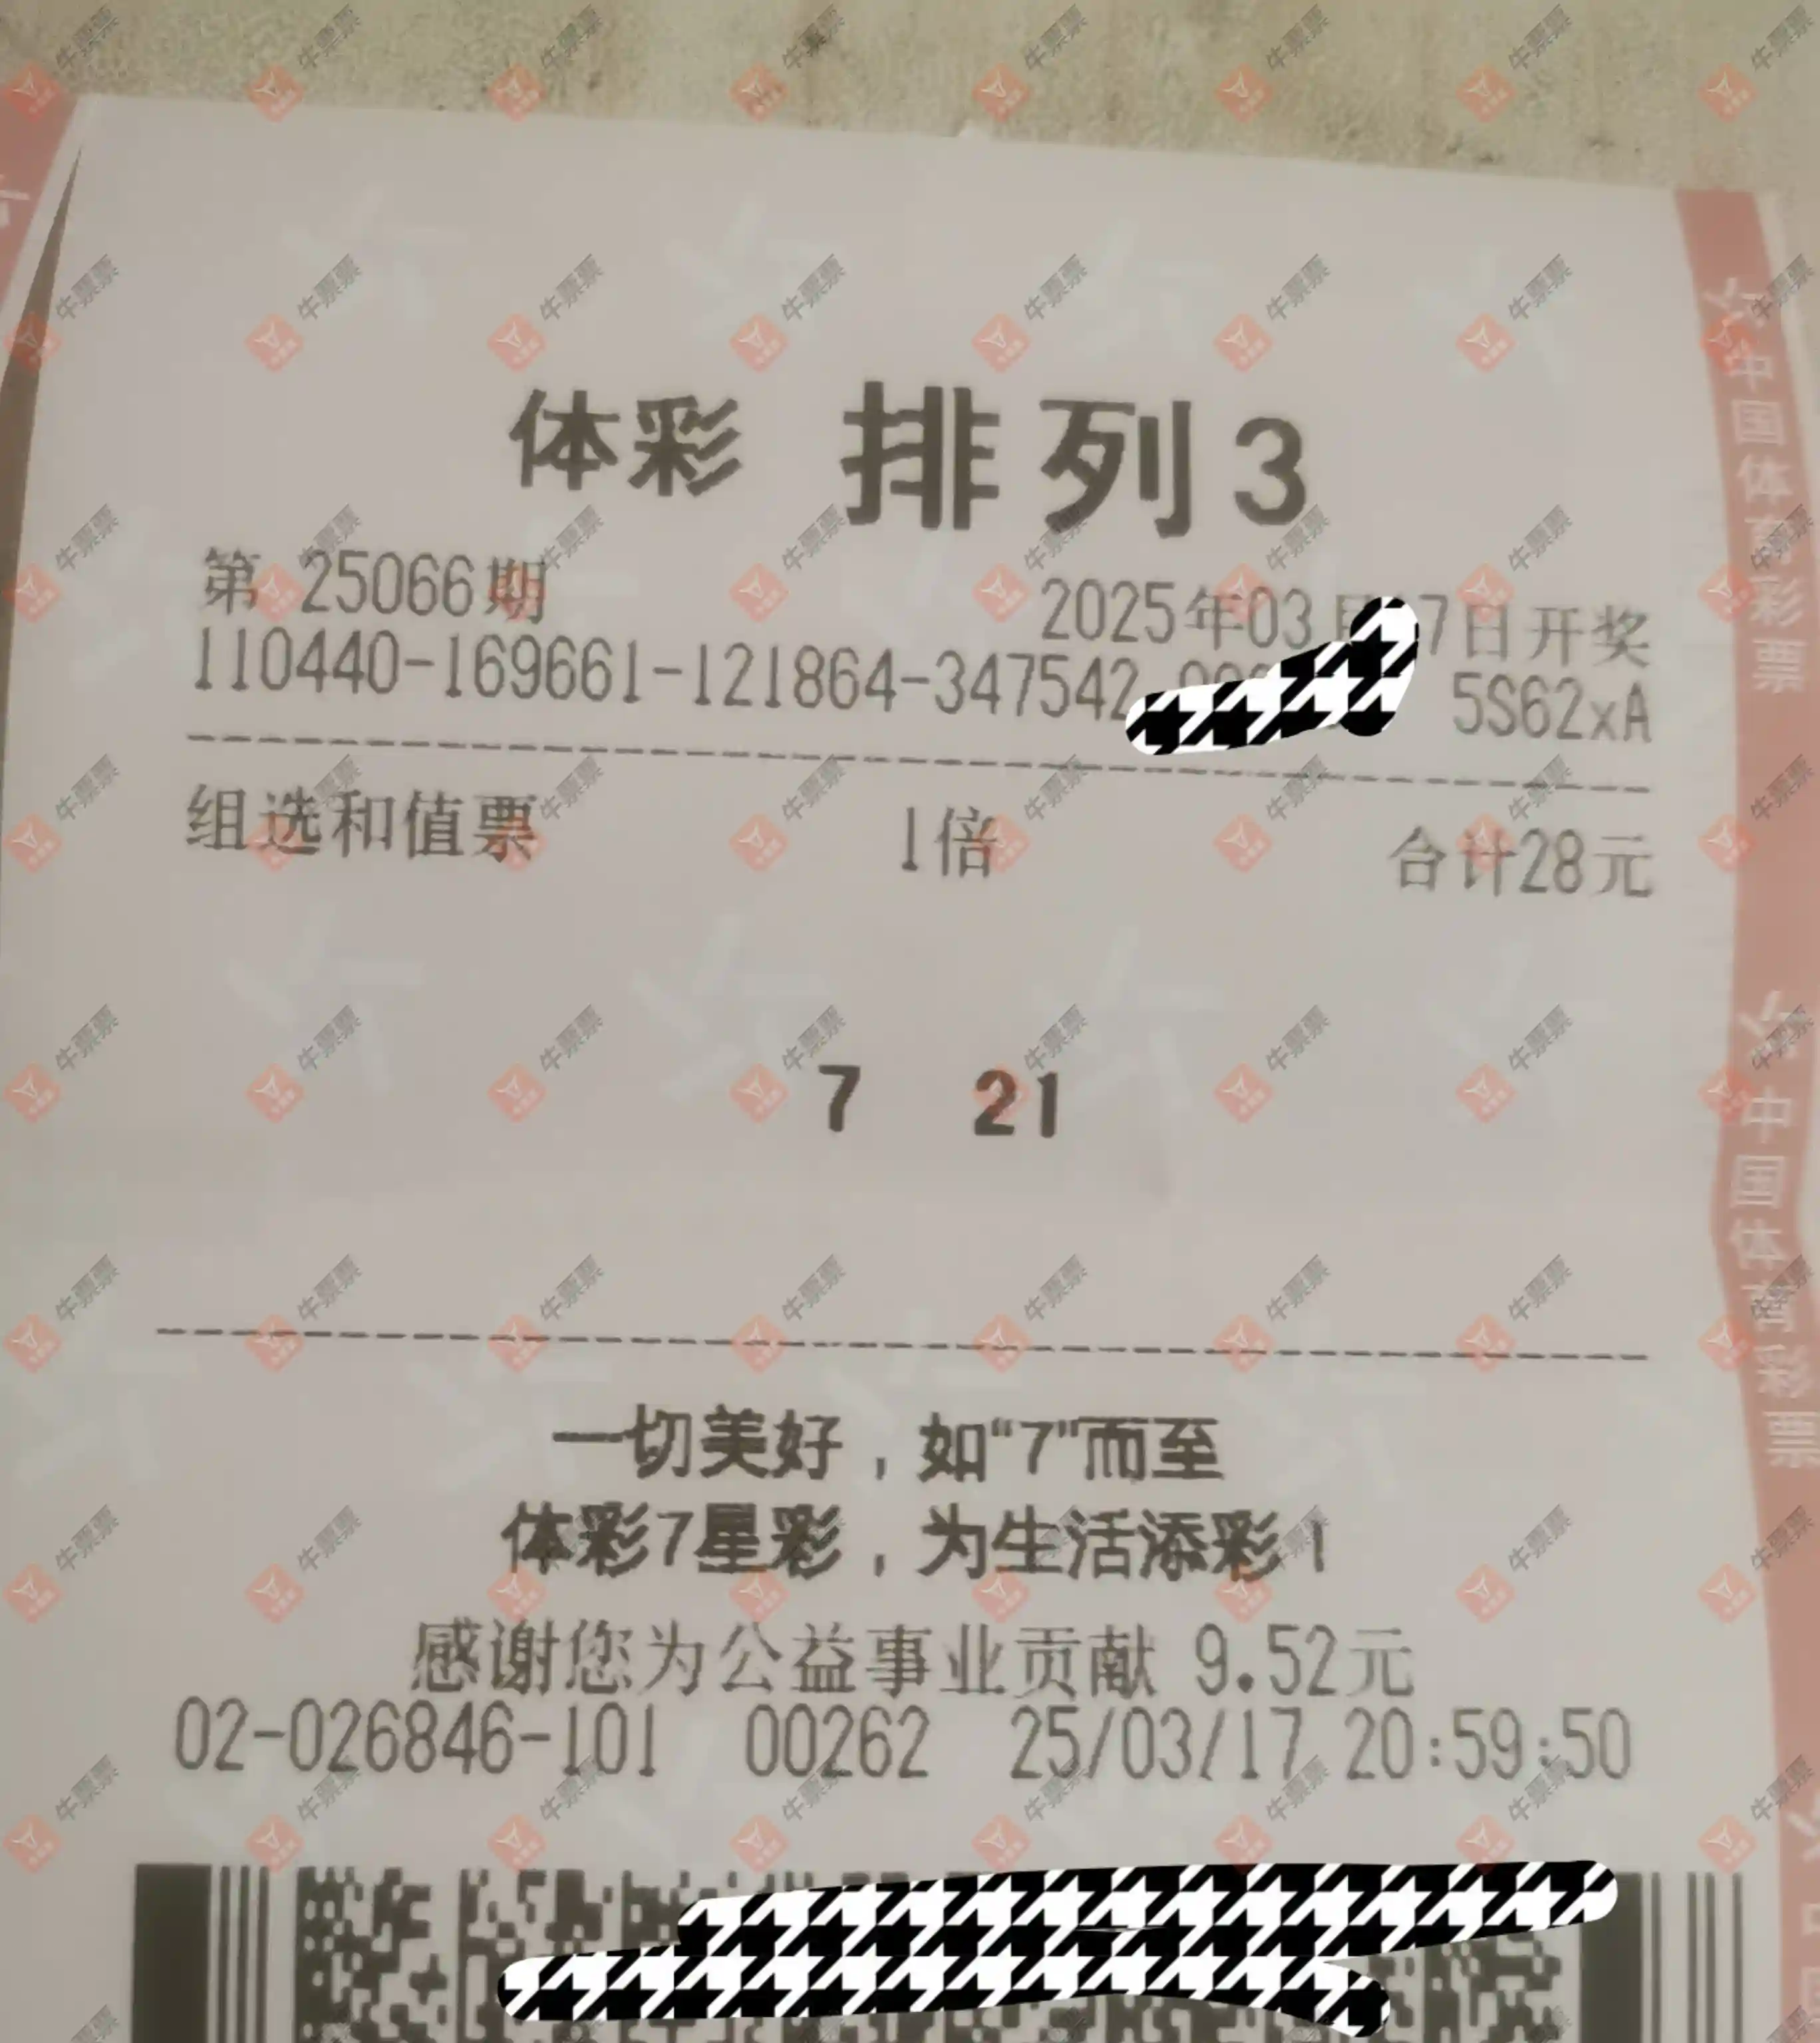 体彩 排列3
第 25066期 2025年03月 7日开奖
110440-169661-121864-347542 5S62xA
组选和值票 1倍 合计28元
7 21
一切美好，如“7”而至
体彩7星彩，为生活添彩！
感谢您为公益事业贡献 9.52元
02-026846-101 00262 25/03/17 20:59:50
中国体育彩票
中国体育彩票
牛票票